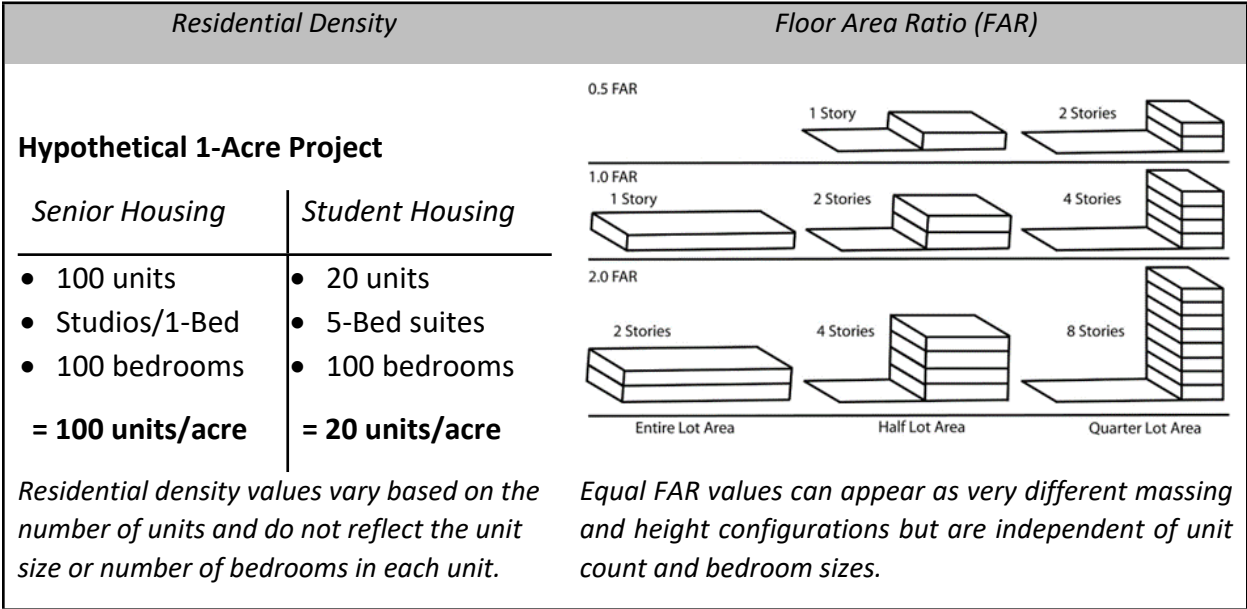 Residential Density
Floor Area Ratio (FAR)
Hypothetical 1-Acre Project
Senior Housing
Student Housing
• 100 units
• Studios/1-Bed
• 100 bedrooms
= 100 units/acre
• 20 units
• 5-Bed suites
• 100 bedrooms
= 20 units/acre
Residential density values vary based on the
number of units and do not reflect the unit
size or number of bedrooms in each unit.
0.5 FAR
1 Story
2 Stories
1.0 FAR
1 Story
2 Stories
4 Stories
2.0 FAR
2 Stories
4 Stories
8 Stories
Entire Lot Area
Half Lot Area
Quarter Lot Area
Equal FAR values can appear as very different massing
and height configurations but are independent of unit
count and bedroom sizes.